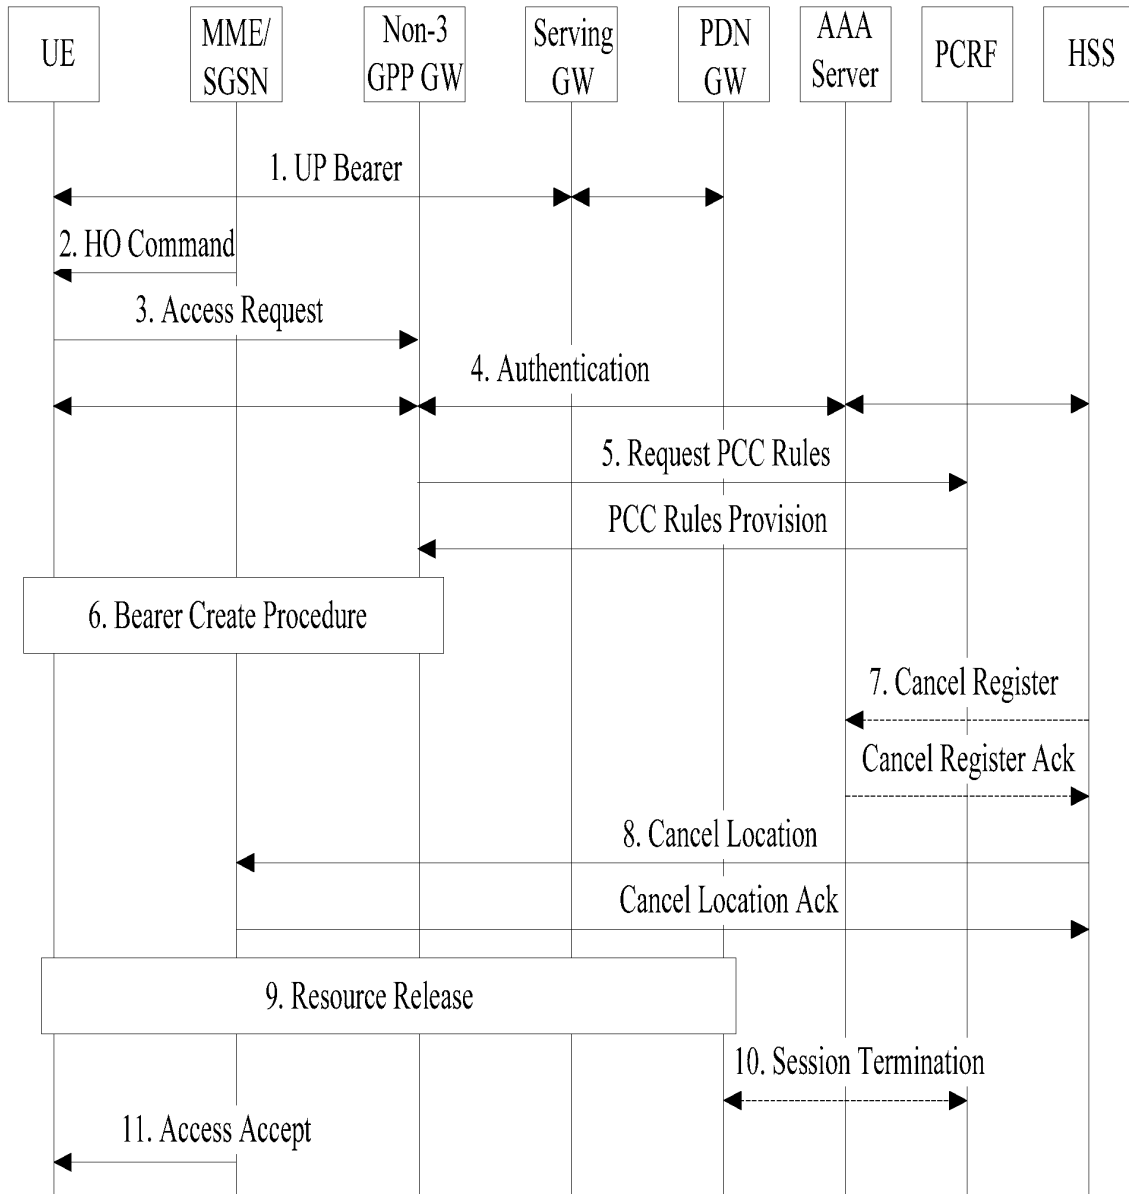 UE
MME/
SGSN
Non-3
GPP GW
Serving
GW
PDN
GW
AAA
Server
PCRF
HSS
1. UP Bearer
2. HO Command
3. Access Request
4. Authentication
5. Request PCC Rules
PCC Rules Provision
6. Bearer Create Procedure
7. Cancel Register
Cancel Register Ack
8. Cancel Location
Cancel Location Ack
9. Resource Release
10. Session Termination
11. Access Accept